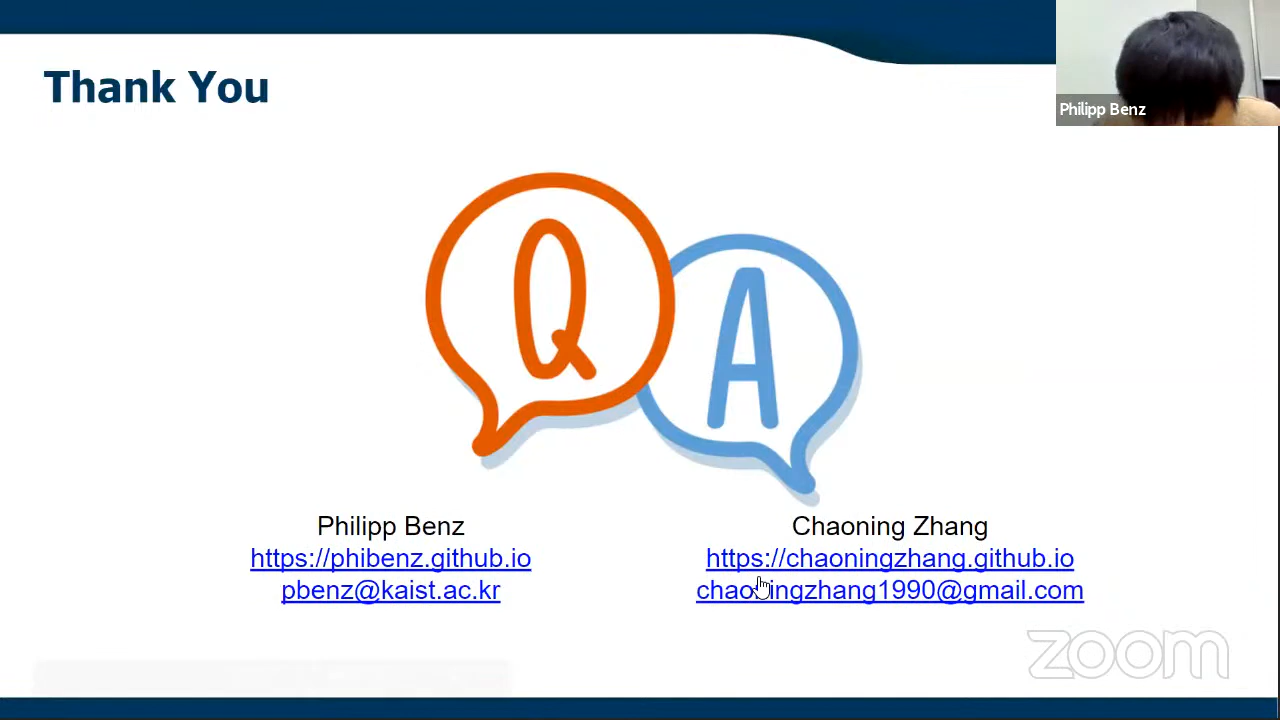 Thank You
Philipp Benz
Q
A
Philipp Benz
https://phibenz.github.io
pbenz@kaist.ac.kr
Chaoning Zhang
https://chaoningzhang.github.io
chaoningzhang1990@gmail.com
zoom